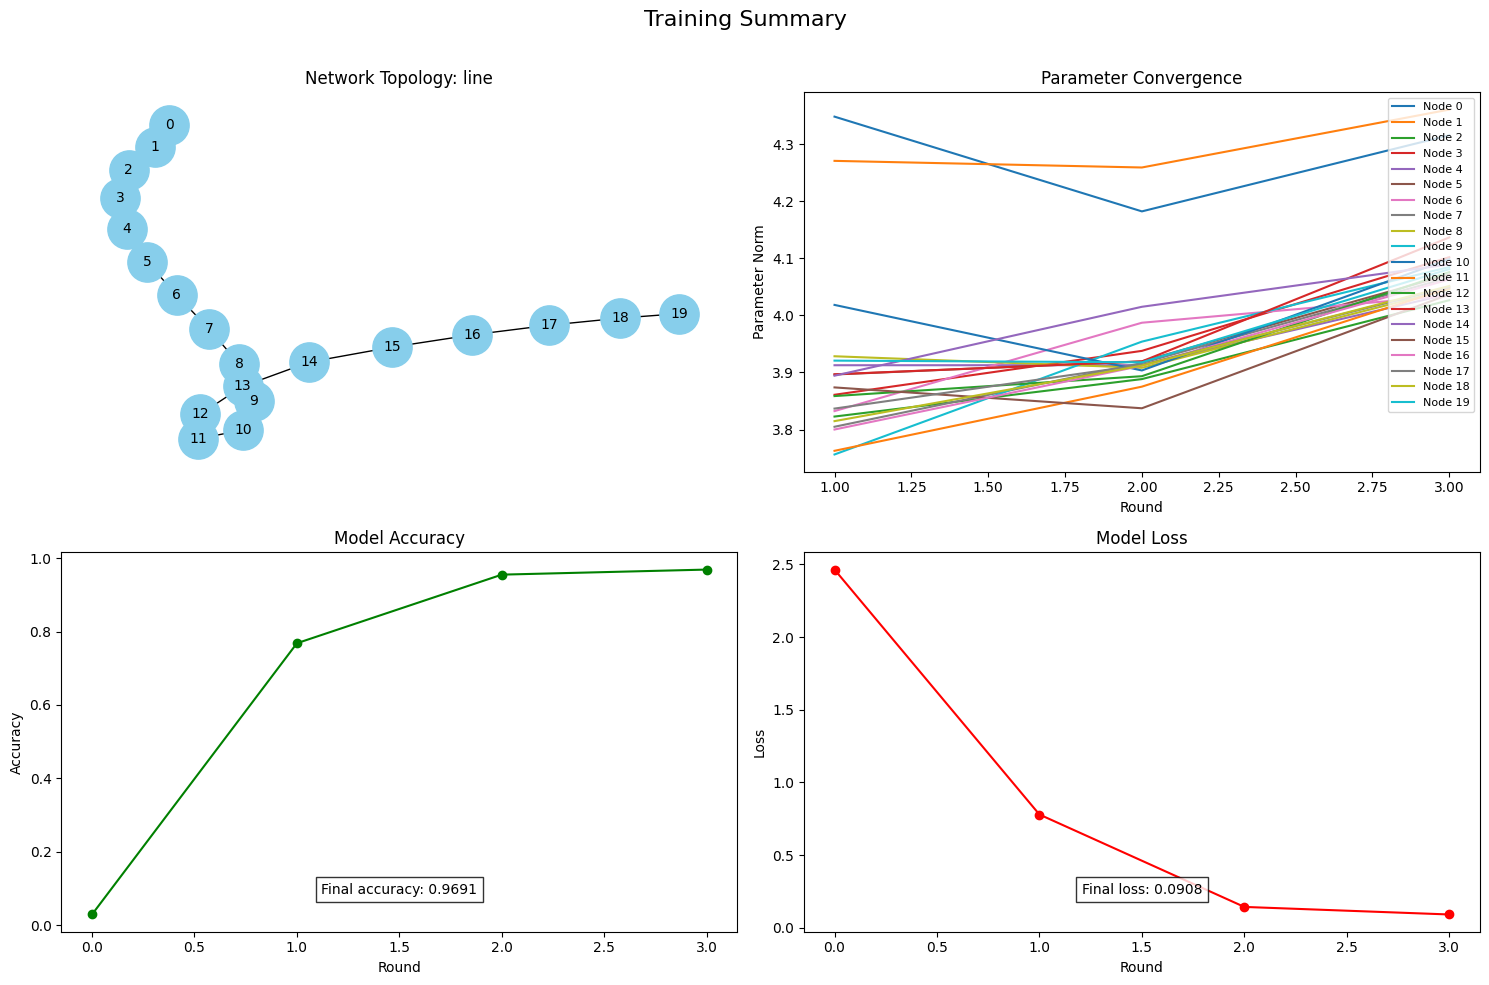 Training Summary
Network Topology: line
0
1
2
3
4
5
6
7
8
13
9
12
10
11
14
15
16
17
18
19
Parameter Convergence
Parameter Norm
4.3
4.2
4.1
4.0
3.9
3.8
1.00 1.25 1.50 1.75 2.00 2.25 2.50 2.75 3.00
Round
Node 0
Node 1
Node 2
Node 3
Node 4
Node 5
Node 6
Node 7
Node 8
Node 9
Node 10
Node 11
Node 12
Node 13
Node 14
Node 15
Node 16
Node 17
Node 18
Node 19
Model Accuracy
Accuracy
1.0
0.8
0.6
0.4
0.2
0.0
Final accuracy: 0.9691
0.0 0.5 1.0 1.5 2.0 2.5 3.0
Round
Model Loss
Loss
2.5
2.0
1.5
1.0
0.5
0.0
Final loss: 0.0908
0.0 0.5 1.0 1.5 2.0 2.5 3.0
Round